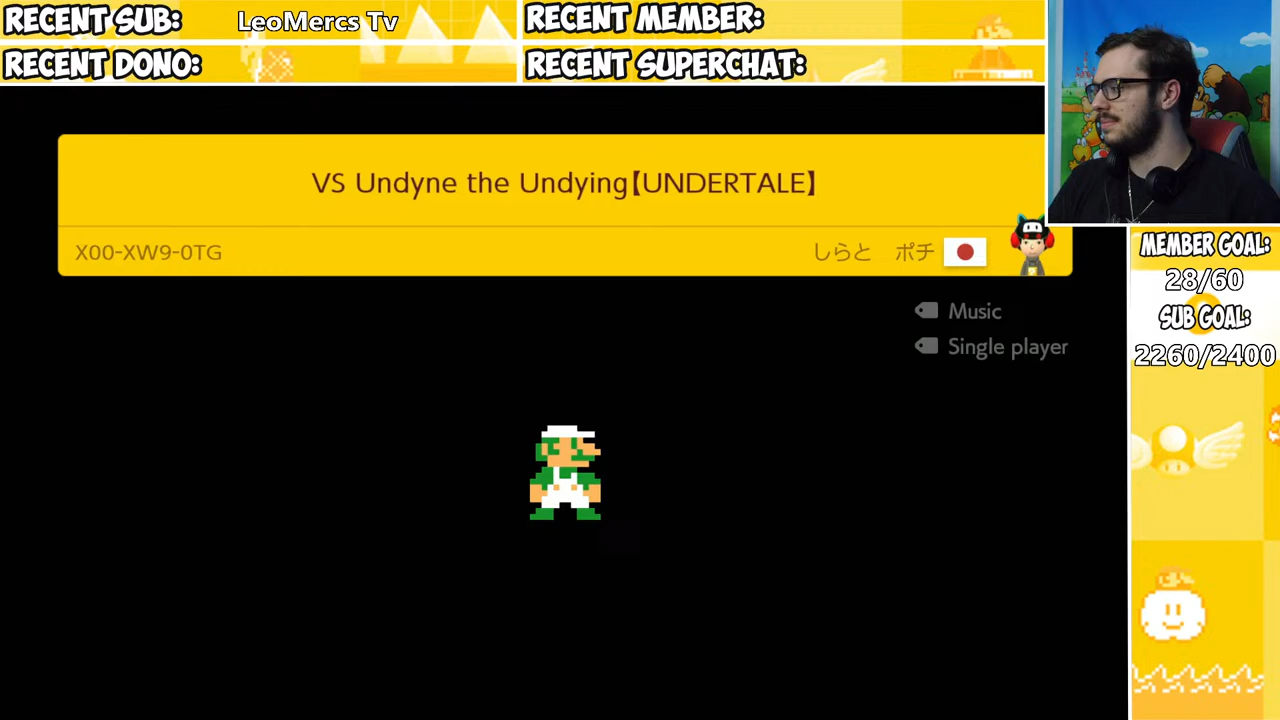 RECENT SUB: LeoMercs Tv
RECENT MEMBER:
RECENT DONO:
RECENT SUPERCHAT:
VS Undyne the Undying【UNDERTALE】
X00-XW9-0TG
しらと ポチ
Music
Single player
MEMBER GOAL:
28/60
SUB GOAL:
2260/2400